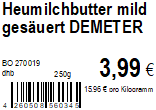 Heumilchbutter mild
gesäuert DEMETER
BO 270019
dhb
250g
3,99 €
15.96 € pro Kilogramm
4 260508 560345